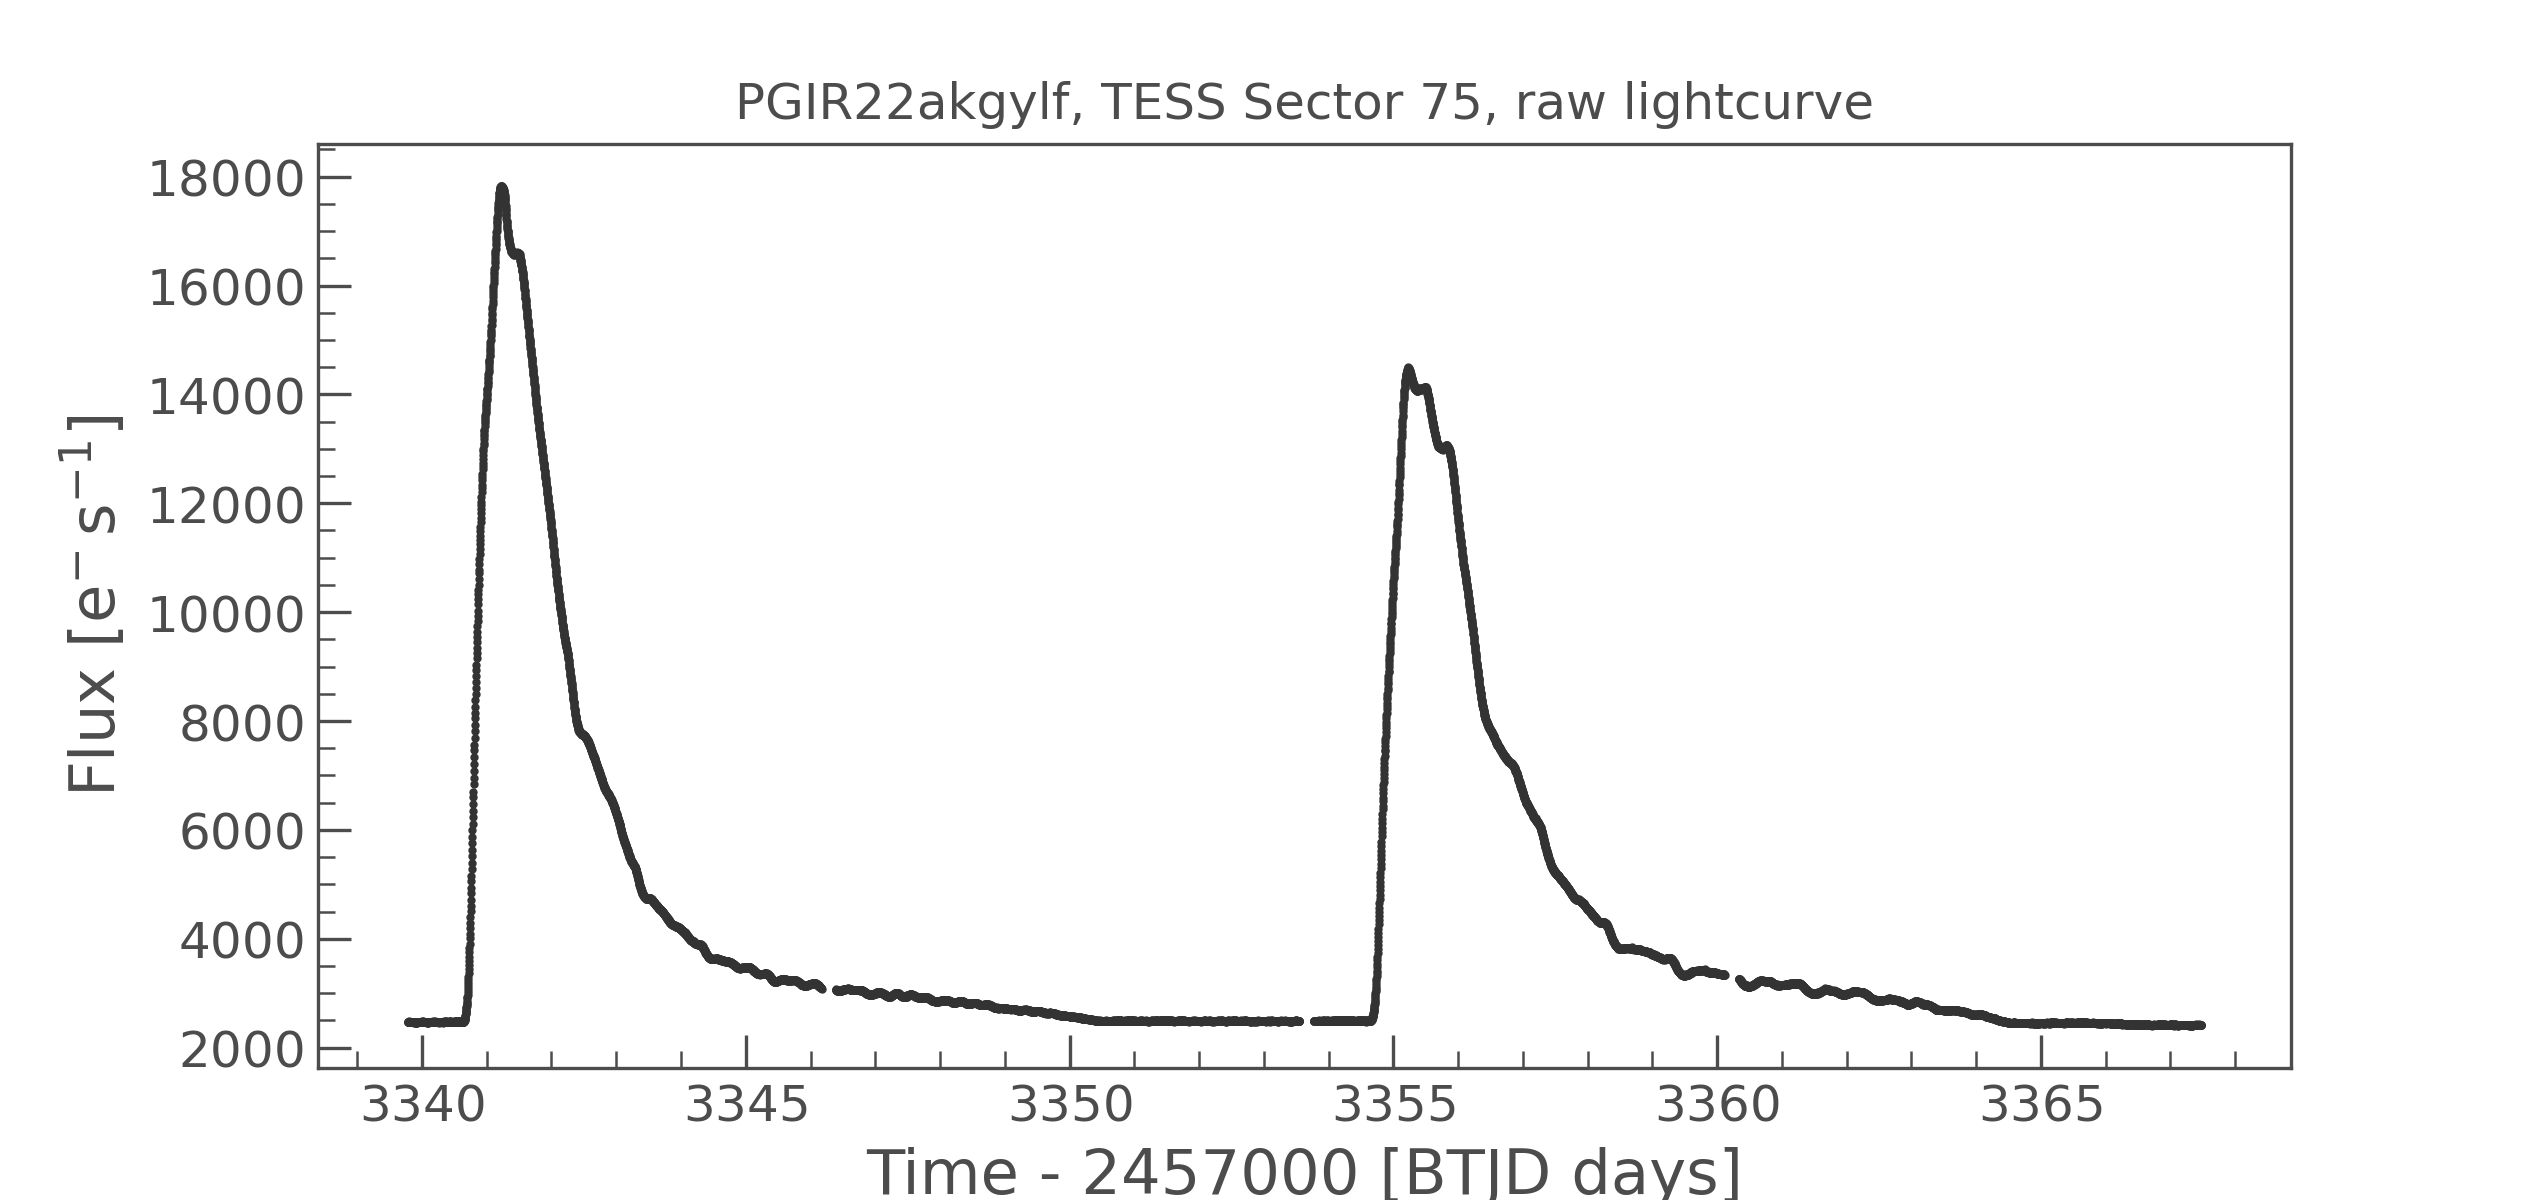 PGIR22akgylf, TESS Sector 75, raw lightcurve
18000
16000
14000
12000
10000
8000
6000
4000
2000
Flux [e⁻ s⁻¹]
3340 3345 3350 3355 3360 3365
Time - 2457000 [BTJD days]